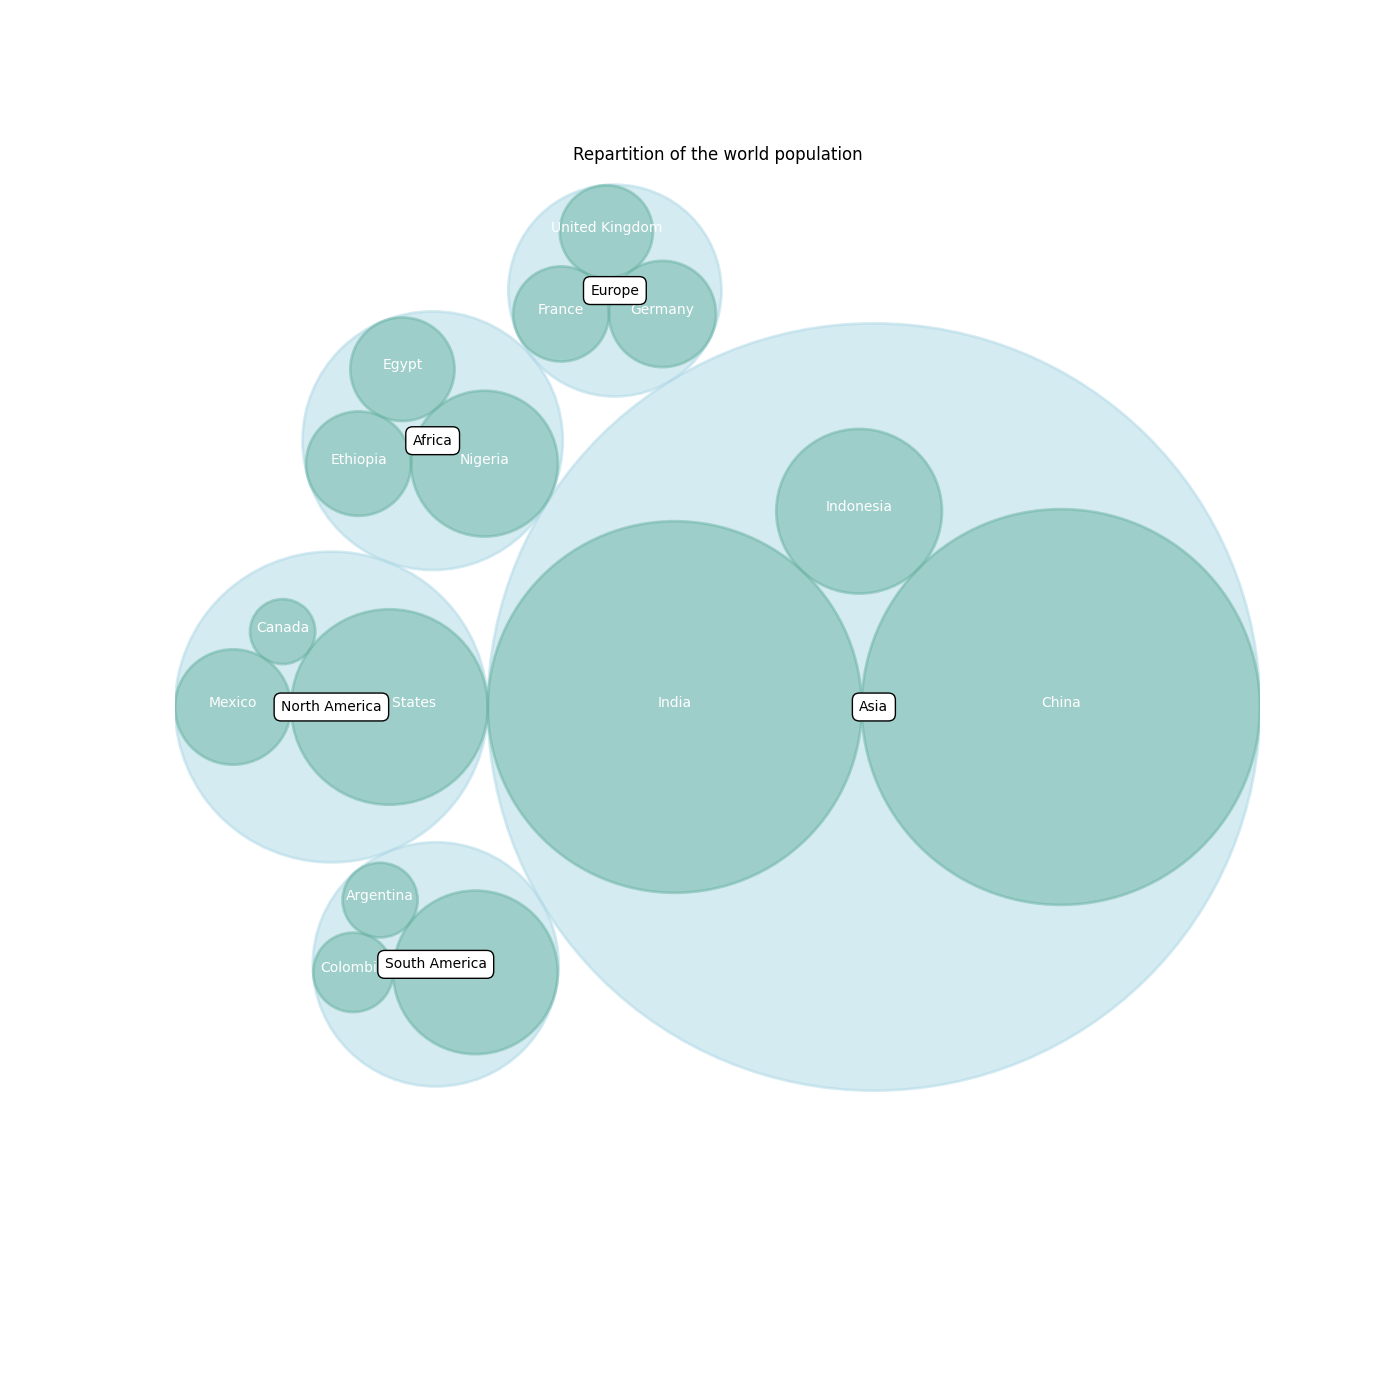 Repartition of the world population
United Kingdom
Europe
France
Germany
Egypt
Africa
Ethiopia
Nigeria
Indonesia
Canada
Mexico
North America
States
India
Asia
China
Argentina
South America